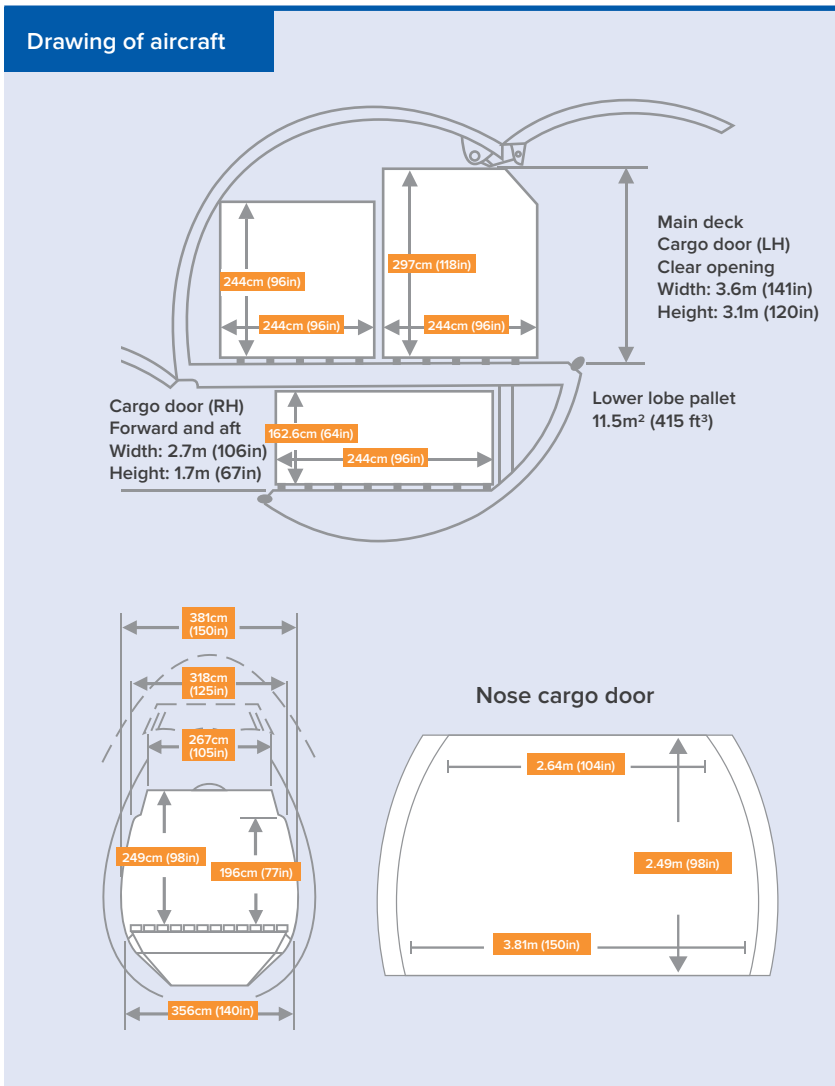 Drawing of aircraft
Main deck
Cargo door (LH)
Clear opening
Width: 3.6m (141in)
Height: 3.1m (120in)
297cm (118in)
244cm (96in)
244cm (96in)
244cm (96in)
Lower lobe pallet
11.5m² (415 ft³)
Cargo door (RH)
Forward and aft
Width: 2.7m (106in)
Height: 1.7m (67in)
162.6cm (64in)
244cm (96in)
381cm
(150in)
318cm
(125in)
267cm
(105in)
249cm (98in)
196cm (77in)
356cm (140in)
Nose cargo door
2.64m (104in)
2.49m (98in)
3.81m (150in)